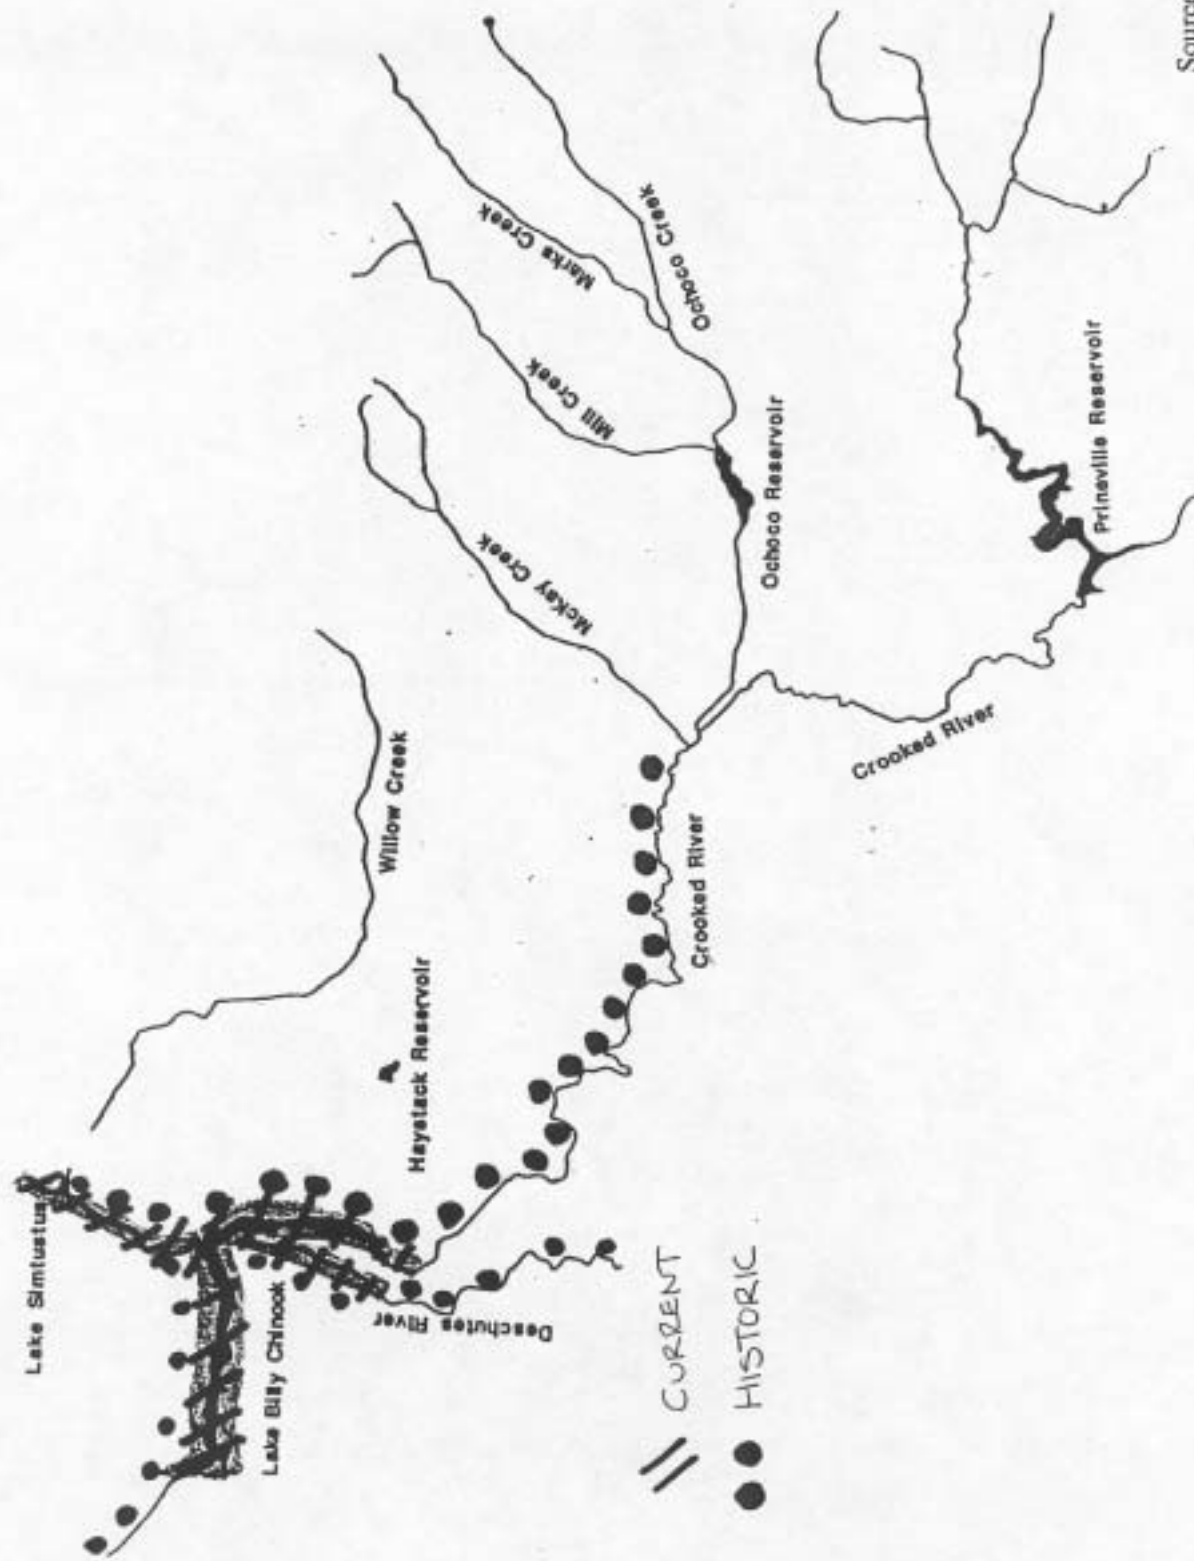 Lake Simtustus
Lake Billy Chinook
Deschutes River
Haystack Reservoir
Willow Creek
Crooked River
McKay Creek
Mill Creek
Marks Creek
Ochoco Creek
Ochoco Reservoir
Crooked River
Prineville Reservoir
CURRENT
HISTORIC
Source